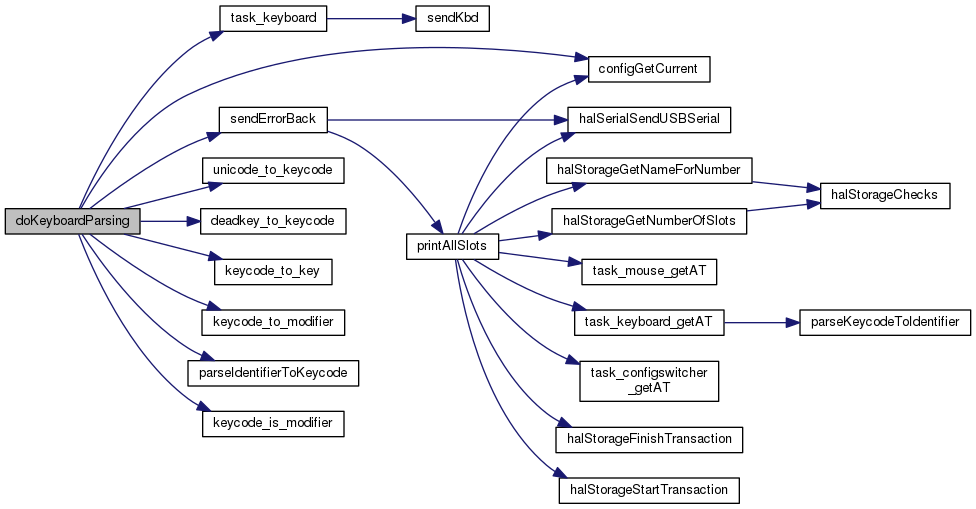 task_keyboard
sendKbd
configGetCurrent
sendErrorBack
halSerialSendUSBSerial
unicode_to_keycode
halStorageGetNameForNumber
halStorageChecks
doKeyboardParsing
deadkey_to_keycode
halStorageGetNumberOfSlots
printAllSlots
keycode_to_key
task_mouse_getAT
keycode_to_modifier
task_keyboard_getAT
parseKeycodeToIdentifier
parseIdentifierToKeycode
task_configswitcher
_getAT
keycode_is_modifier
halStorageFinishTransaction
halStorageStartTransaction